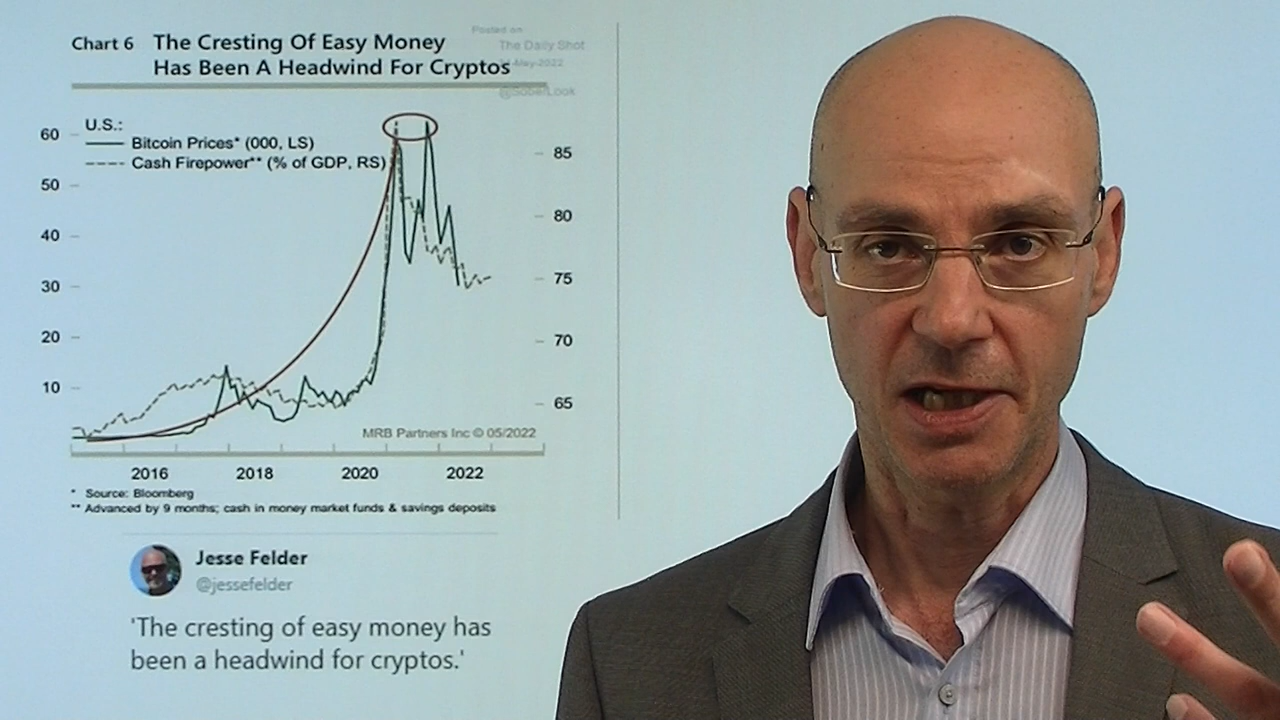 Posted on
Chart 6 The Cresting Of Easy Money
The Daily Shot
Has Been A Headwind For Cryptos
-May-2022
@SoberLook
U.S.:
Bitcoin Prices* (000, LS)
Cash Firepower** (% of GDP, RS)
60
50
40
30
20
10
85
80
75
70
65
MRB Partners Inc © 05/2022
2016 2018 2020 2022
* Source: Bloomberg
** Advanced by 9 months; cash in money market funds & savings deposits
Jesse Felder
@jessefelder
'The cresting of easy money has
been a headwind for cryptos.'